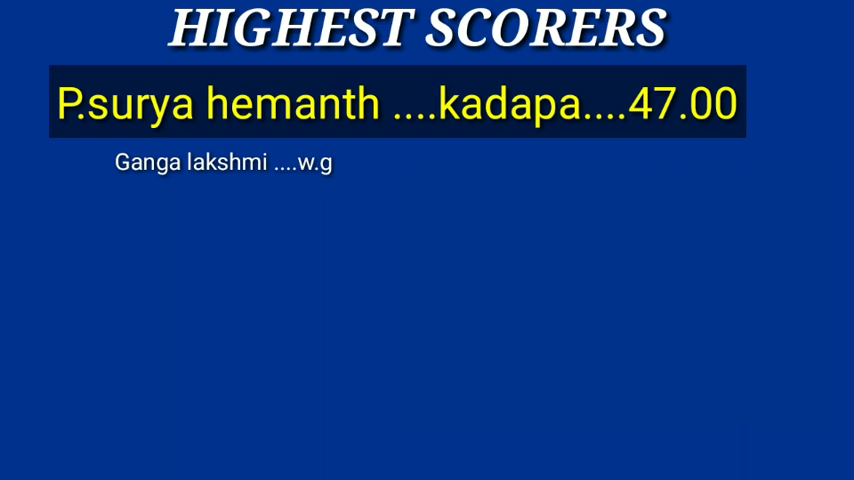 HIGHEST SCORERS
P.surya hemanth ....kadapa....47.00
Ganga lakshmi ....w.g